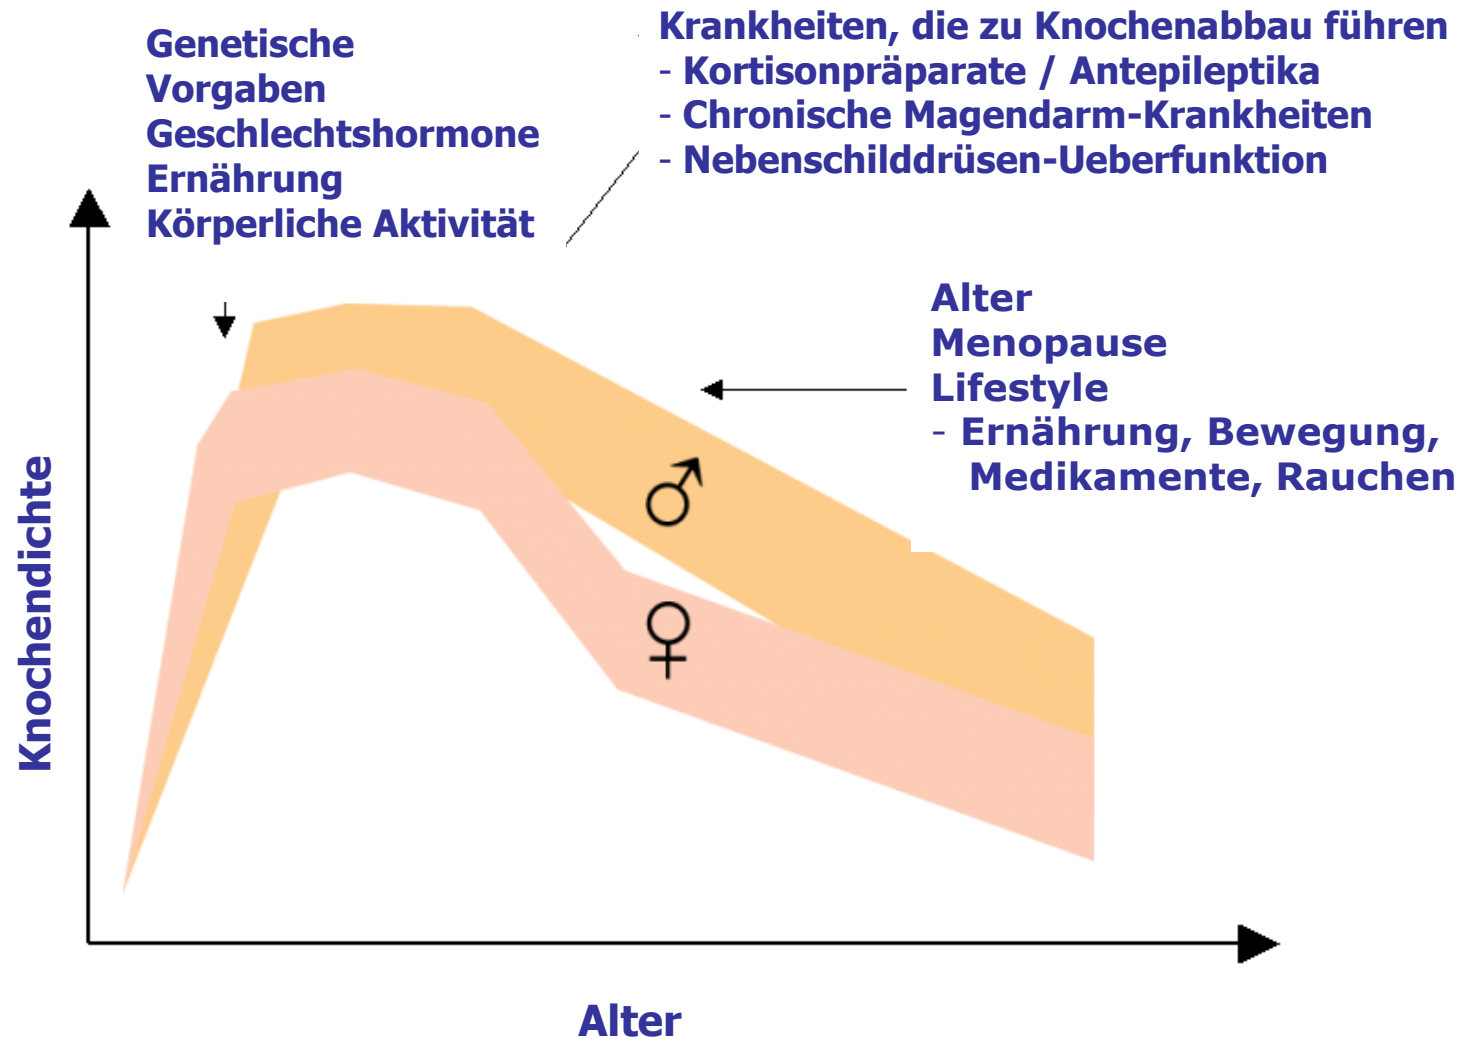 Genetische
Vorgaben
Geschlechtshormone
Ernährung
Körperliche Aktivität
Krankheiten, die zu Knochenabbau führen
- Kortisonpräparate / Antepileptika
- Chronische Magendarm-Krankheiten
- Nebenschilddrüsen-Ueberfunktion
Alter
Menopause
Lifestyle
- Ernährung, Bewegung,
Medikamente, Rauchen
♂
♀
Knochendichte
Alter